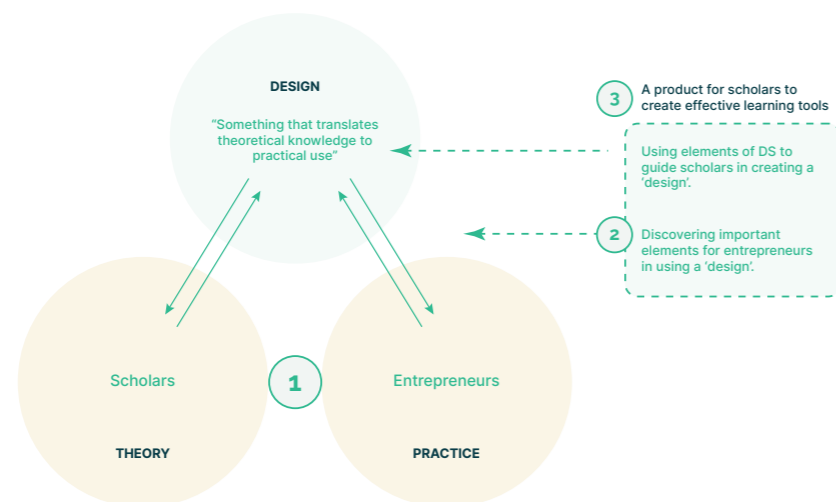 DESIGN
"Something that translates
theoretical knowledge to
practical use"
3
A product for scholars to
create effective learning tools
Using elements of DS to
guide scholars in creating a
'design'.
2
Discovering important
elements for entrepreneurs
in using a 'design'.
Scholars
1
Entrepreneurs
THEORY
PRACTICE